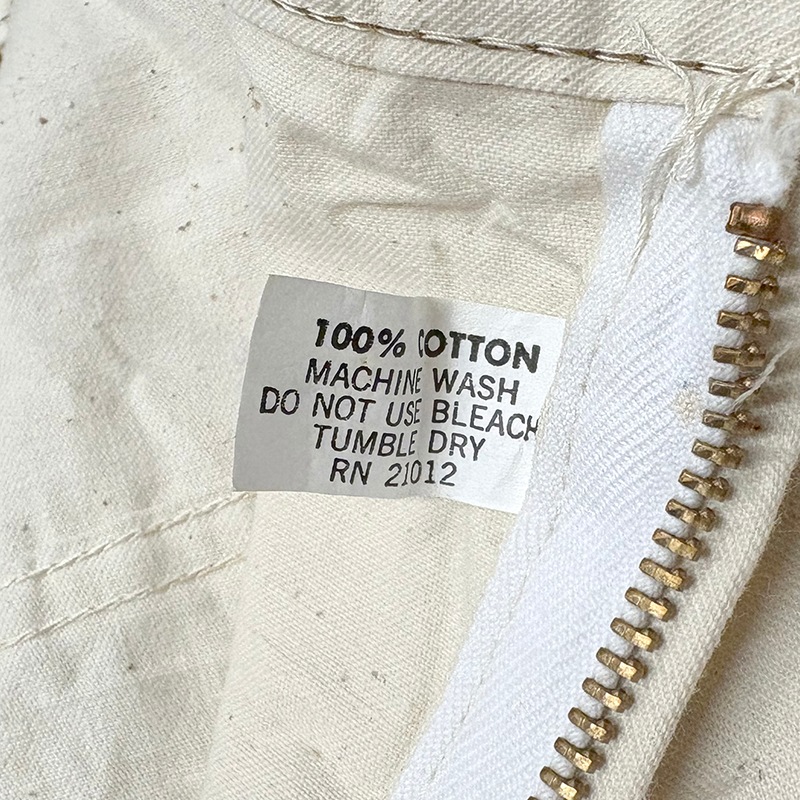 100% COTTON
MACHINE WASH
DO NOT USE BLEACH
TUMBLE DRY
RN 21012